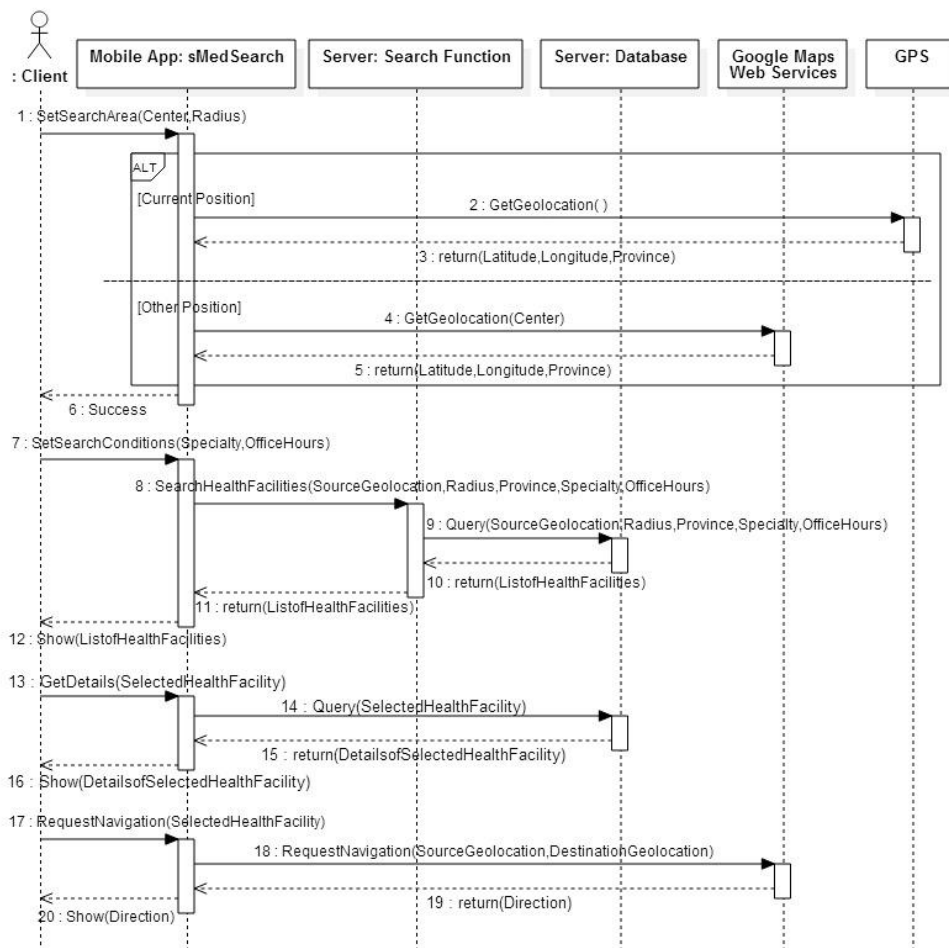 : Client
Mobile App: sMedSearch
Server: Search Function
Server: Database
Google Maps
Web Services
GPS
1 : SetSearchArea(Center,Radius)
ALT
[Current Position]
2 : GetGeolocation( )
3 : return(Latitude,Longitude,Province)
[Other Position]
4 : GetGeolocation(Center)
5 : return(Latitude,Longitude,Province)
6 : Success
7 : SetSearchConditions(Specialty,OfficeHours)
8 : SearchHealthFacilities(SourceGeolocation,Radius,Province,Specialty,OfficeHours)
9 : Query(SourceGeolocation,Radius,Province,Specialty,OfficeHours)
10 : return(ListofHealthFacilities)
11 : return(ListofHealthFacilities)
12 : Show(ListofHealthFacilities)
13 : GetDetails(SelectedHealthFacility)
14 : Query(SelectedHealthFacility)
15 : return(DetailsofSelectedHealthFacility)
16 : Show(DetailsofSelectedHealthFacility)
17 : RequestNavigation(SelectedHealthFacility)
18 : RequestNavigation(SourceGeolocation,DestinationGeolocation)
19 : return(Direction)
20 : Show(Direction)